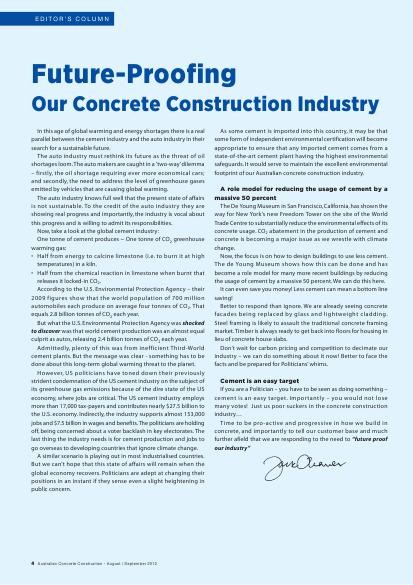 EDITOR'S COLUMN
Future-Proofing
Our Concrete Construction Industry
In this age of global warming and energy shortages there is a real
parallel between the cement industry and the auto industry in their
search for a sustainable future.
The auto industry must rethink its future as the threat of oil
shortages loom. The auto makers are caught in a 'two-way' dilemma
– firstly, the oil shortage requiring ever more economical cars;
and secondly, the need to address the level of greenhouse gases
emitted by vehicles that are causing global warming.
The auto industry knows full well that the present state of affairs
is not sustainable. To the credit of the auto industry they are
showing real progress and importantly, the industry is vocal about
this progress and is willing to admit its responsibilities.
Now, take a look at the global cement industry:
One tonne of cement produces ~ One tonne of CO2 greenhouse
warming gas:
• Half from energy to calcine limestone (i.e. to burn it at high
temperatures) in a kiln.
• Half from the chemical reaction in limestone when burnt that
releases it locked-in CO2.
According to the U.S. Environmental Protection Agency – their
2009 figures show that the world population of 700 million
automobiles each produce on average four tonnes of CO2. That
equals 2.8 billion tonnes of CO2 each year.
But what the U.S. Environmental Protection Agency was shocked
to discover was that world cement production was an almost equal
culprit as autos, releasing 2.4 billion tones of CO2 each year.
Admittedly, plenty of this was from inefficient Third-World
cement plants. But the message was clear - something has to be
done about this long-term global warming threat to the planet.
However, US politicians have toned down their previously
strident condemnation of the US cement industry on the subject of
its greenhouse gas emissions because of the dire state of the US
economy, where jobs are critical. The US cement industry employs
more than 17,000 tax-payers and contributes nearly $27.5 billion to
the U.S. economy. Indirectly, the industry supports almost 153,000
jobs and $7.5 billion in wages and benefits. The politicians are holding
off, being concerned about a voter backlash in key electorates. The
last thing the industry needs is for cement production and jobs to
go overseas to developing countries that ignore climate change.
A similar scenario is playing out in most industrialised countries.
But we can't hope that this state of affairs will remain when the
global economy recovers. Politicians are adept at changing their
positions in an instant if they sense even a slight heightening in
public concern.
As some cement is imported into this country, it may be that
some form of independent environmental certification will become
appropriate to ensure that any imported cement comes from a
state-of-the-art cement plant having the highest environmental
safeguards. It would serve to maintain the excellent environmental
footprint of our Australian concrete construction industry.
A role model for reducing the usage of cement by a
massive 50 percent
The De Young Museum in San Francisco, California, has shown the
way for New York's new Freedom Tower on the site of the World
Trade Centre to substantially reduce the environmental effects of its
concrete usage. CO2 abatement in the production of cement and
concrete is becoming a major issue as we wrestle with climate
change.
Now, the focus is on how to design buildings to use less cement.
The de Young Museum shows how this can be done and has
become a role model for many more recent buildings by reducing
the usage of cement by a massive 50 percent. We can do this here.
It can even save you money! Less cement can mean a bottom line
saving!
Better to respond than ignore. We are already seeing concrete
facades being replaced by glass and lightweight cladding.
Steel framing is likely to assault the traditional concrete framing
market. Timber is always ready to get back into floors for housing in
lieu of concrete house slabs.
Don't wait for carbon pricing and competition to decimate our
industry – we can do something about it now! Better to face the
facts and be prepared for Politicians' whims.
Cement is an easy target
If you are a Politician – you have to be seen as doing something –
cement is an easy target. Importantly – you would not lose
many votes! Just us poor suckers in the concrete construction
industry....
Time to be pro-active and progressive in how we build in
concrete, and importantly to tell our customer base and much
further afield that we are responding to the need to "future proof
our industry"
4 Australian Concrete Construction - August | September 2010